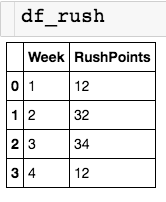 df_rush
Week RushPoints
0 1 12
1 2 32
2 3 34
3 4 12